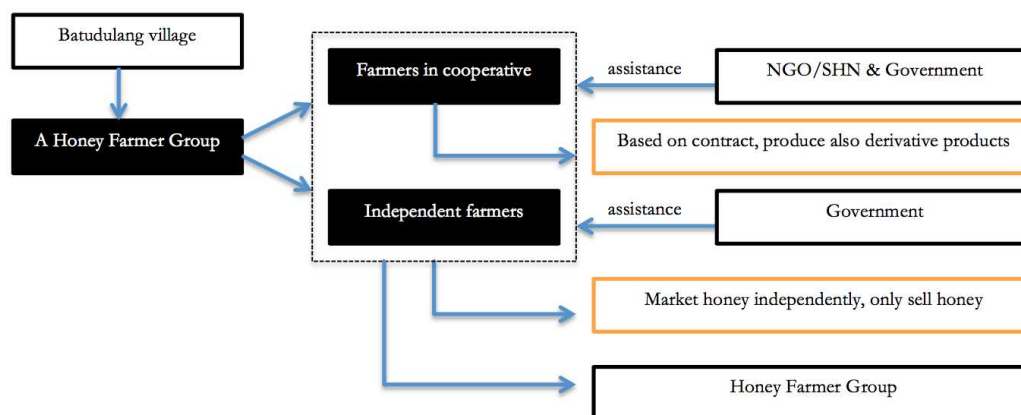 Batudulang village
Farmers in cooperative
assistance
NGO/SHN & Government
A Honey Farmer Group
Based on contract, produce also derivative products
Independent farmers
assistance
Government
Market honey independently, only sell honey
Honey Farmer Group